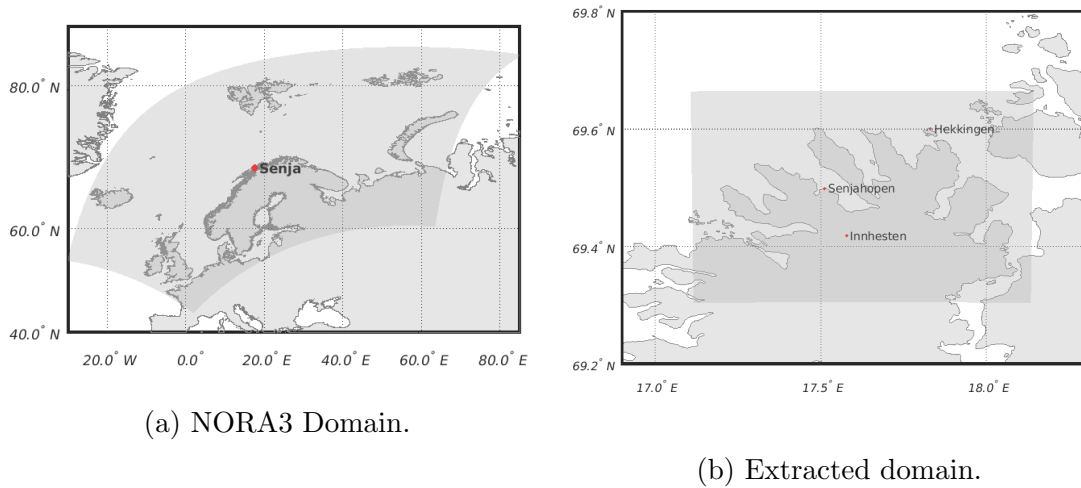 80.0° N
60.0° N
40.0° N
20.0° W
0.0°
20.0° E
40.0° E
60.0° E
80.0° E
Senja
(a) NORA3 Domain.
69.8° N
69.6° N
69.4° N
69.2° N
17.0° E
17.5° E
18.0° E
Hekkingen
Senjahopen
Innhesten
(b) Extracted domain.